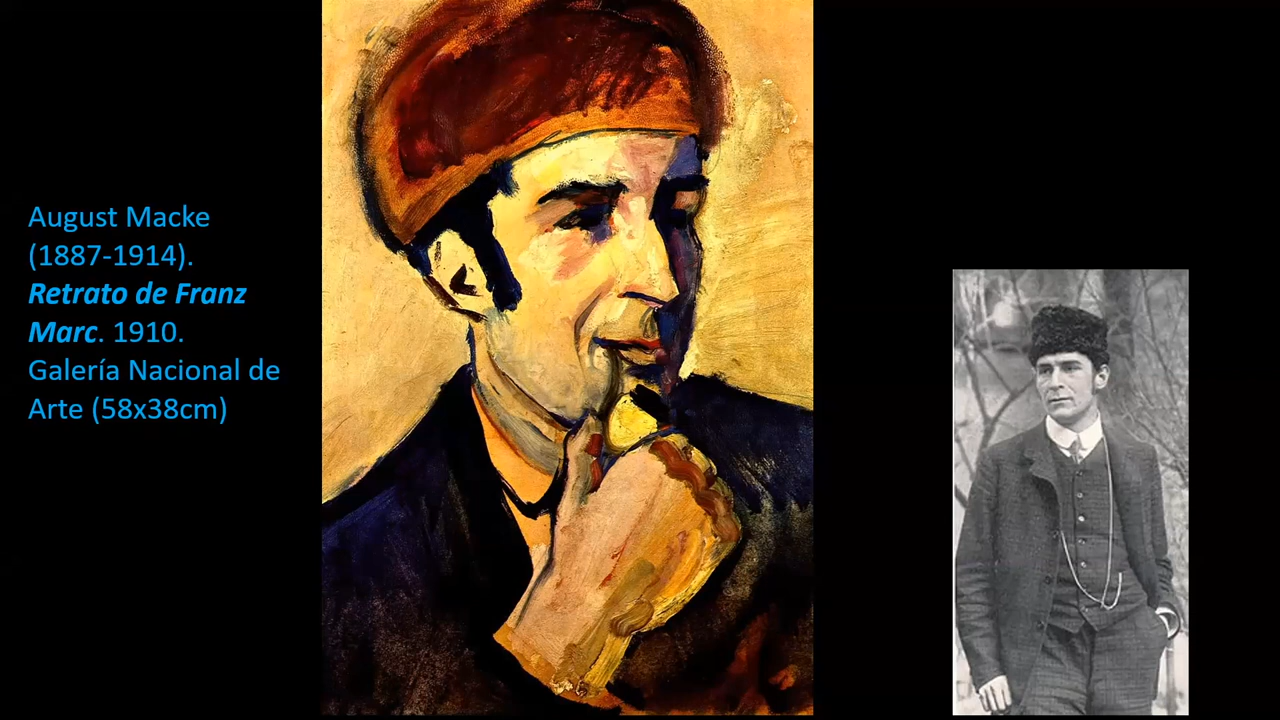 August Macke
(1887-1914).
Retrato de Franz
Marc. 1910.
Galería Nacional de
Arte (58x38cm)